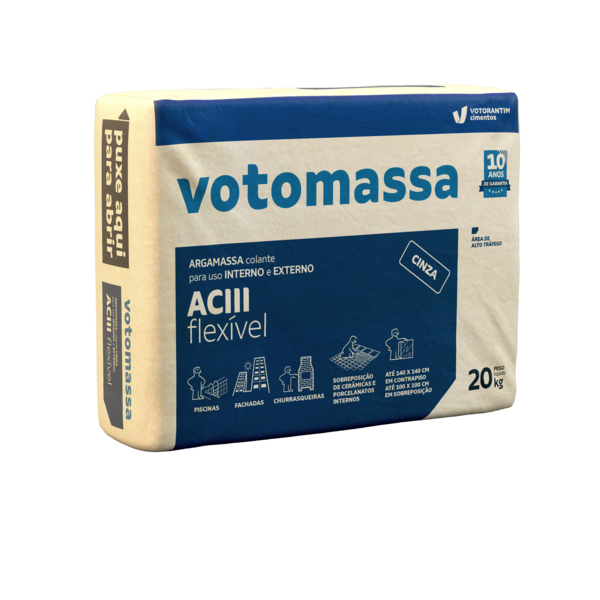 VOTORANTIM
cimentos
votomassa
10
ANOS
DE GARANTIA
ÁREA DE
ALTO TRÁFEGO
ARGAMASSA colante
para uso INTERNO e EXTERNO
CINZA
ACIII
flexível
PISCINAS
FACHADAS
CHURRASQUEIRAS
SOBREPOSIÇÃO
DE CERÂMICAS E
PORCELANATOS
INTERNOS
ATÉ 140 X 140 CM
EM CONTRAPISO
ATÉ 100 X 100 CM
EM SOBREPOSIÇÃO
20 kg
PESO
líquido
puxe aqui
para abrir
votomassa
ACIII flexível